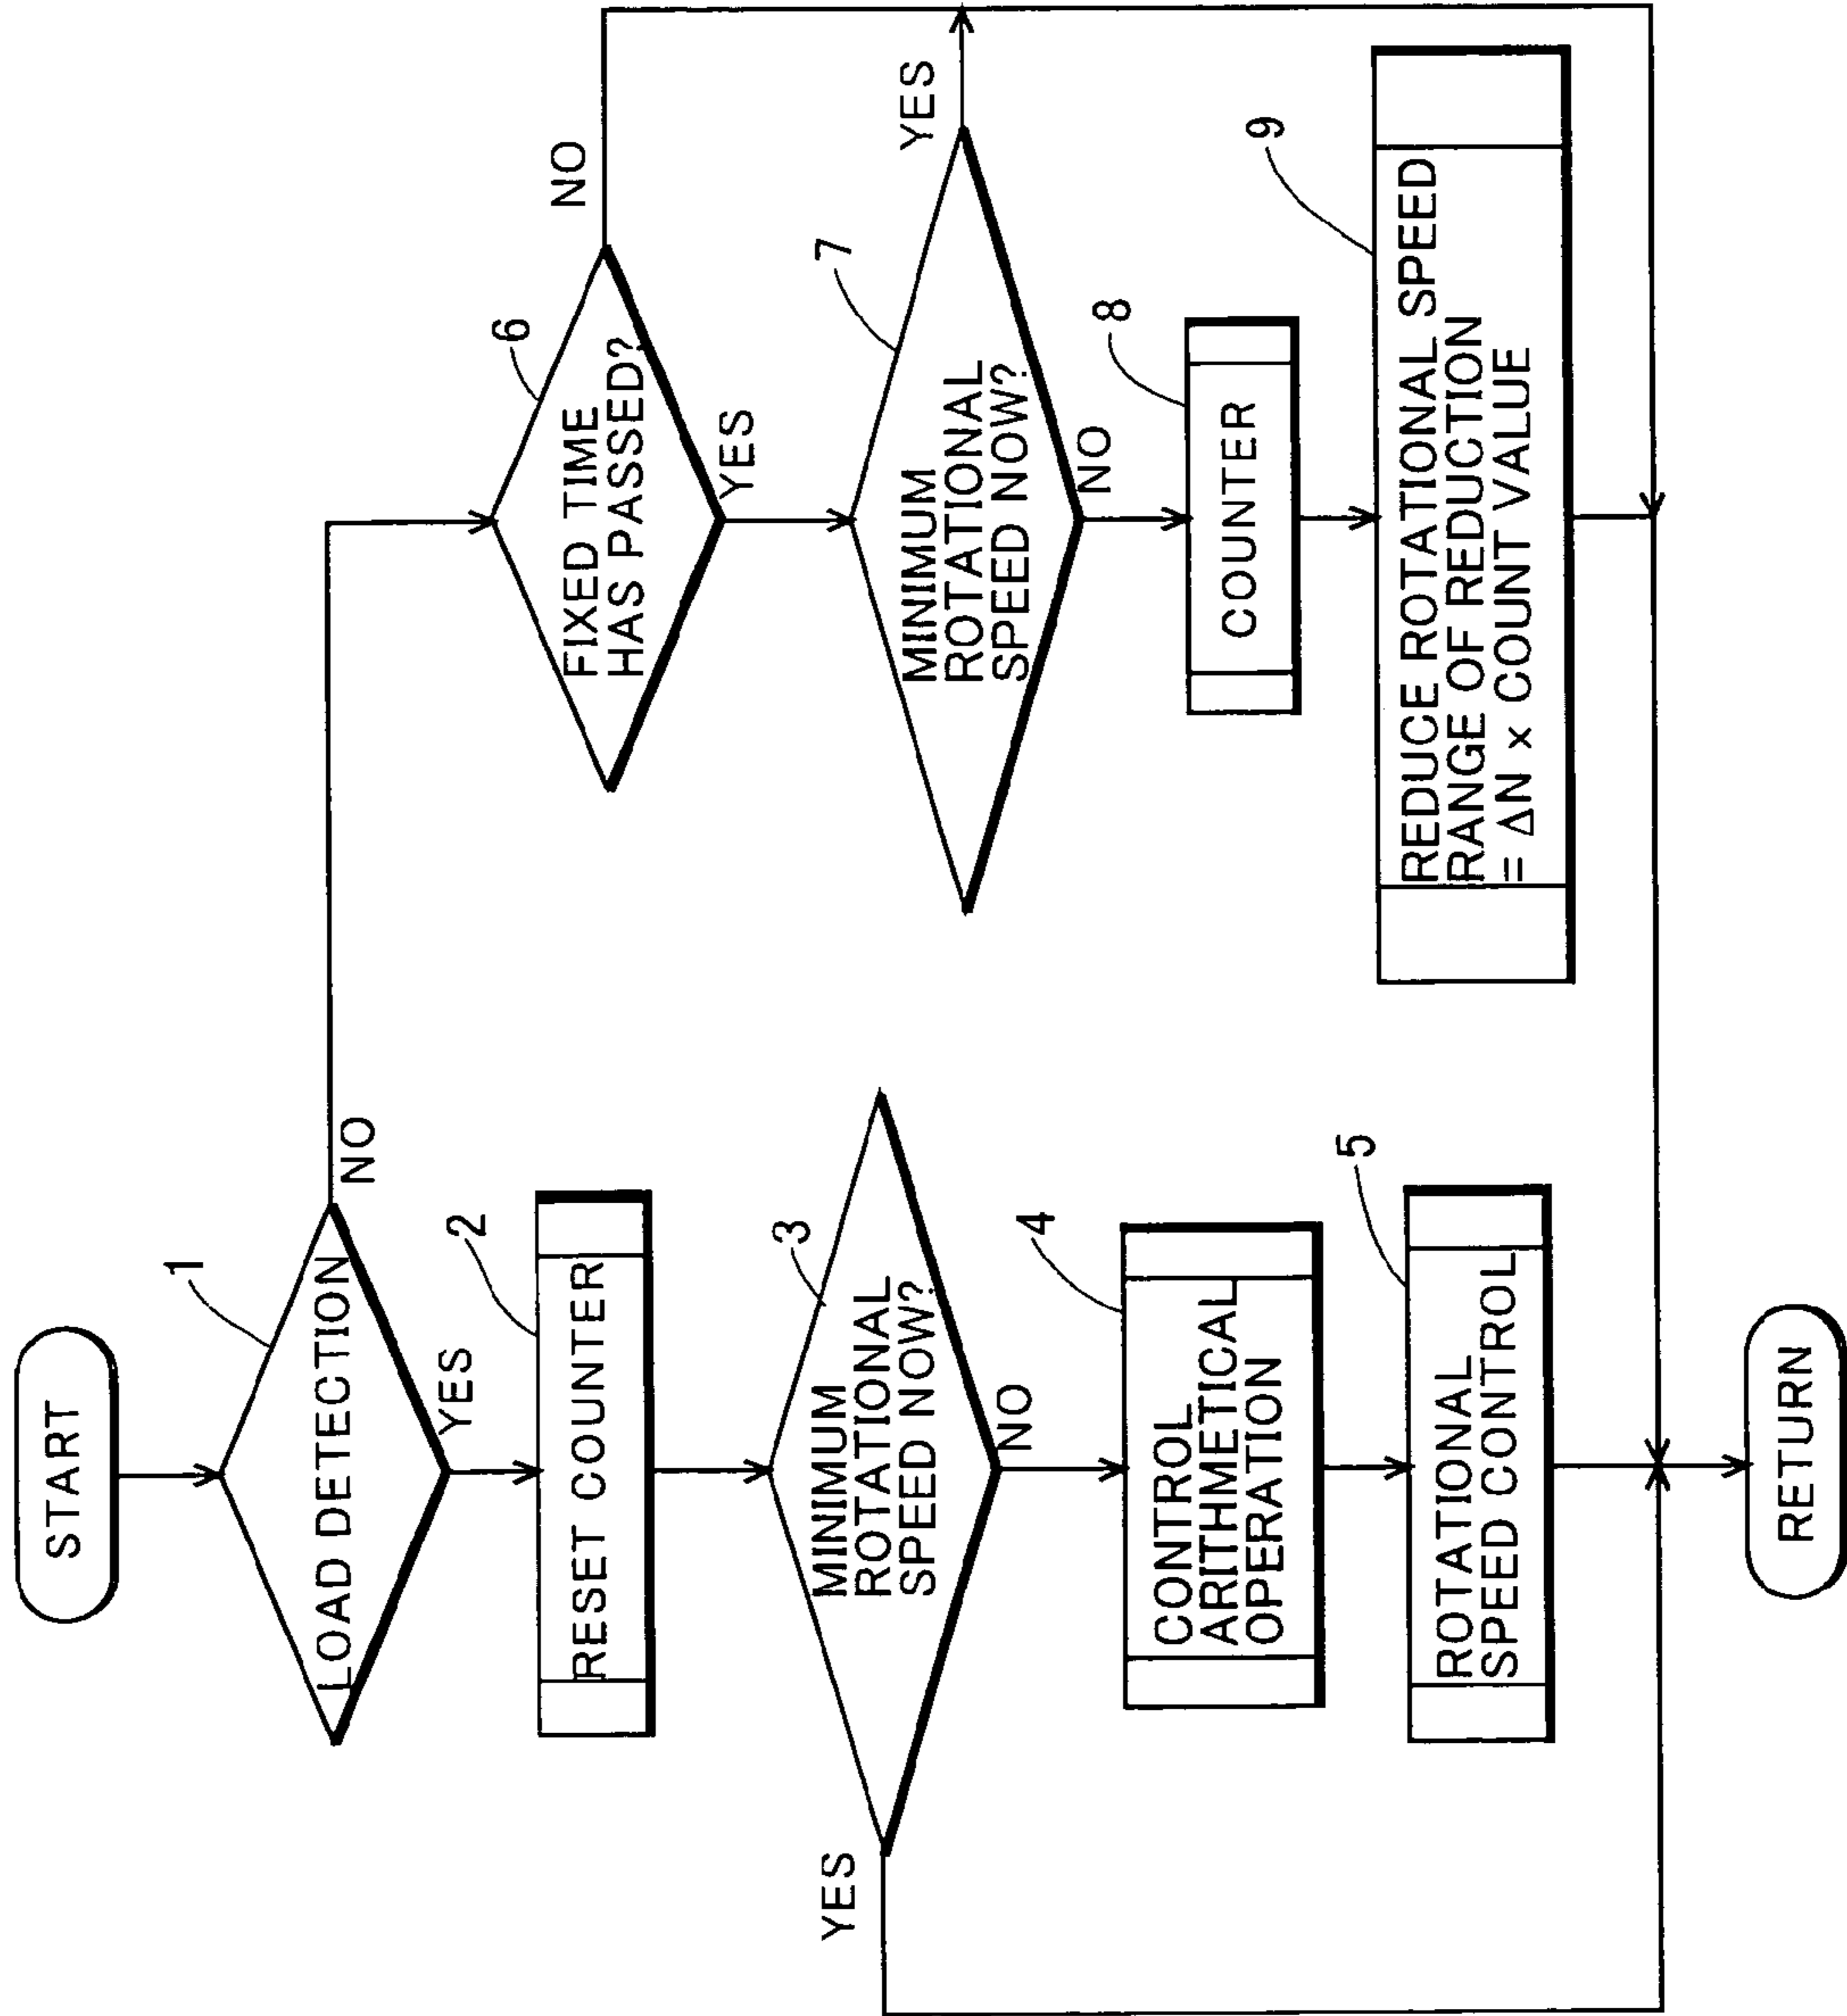 START
1
LOAD DETECTION
NO
YES
2
RESET COUNTER
3
MINIMUM
ROTATIONAL
SPEED NOW?
YES
NO
4
CONTROL
ARITHMETICAL
OPERATION
5
ROTATIONAL
SPEED CONTROL
RETURN
6
FIXED TIME
HAS PASSED?
NO
YES
7
MINIMUM
ROTATIONAL
SPEED NOW?
YES
NO
8
COUNTER
9
REDUCE ROTATIONAL SPEED
RANGE OF REDUCTION
= ΔN x COUNT VALUE